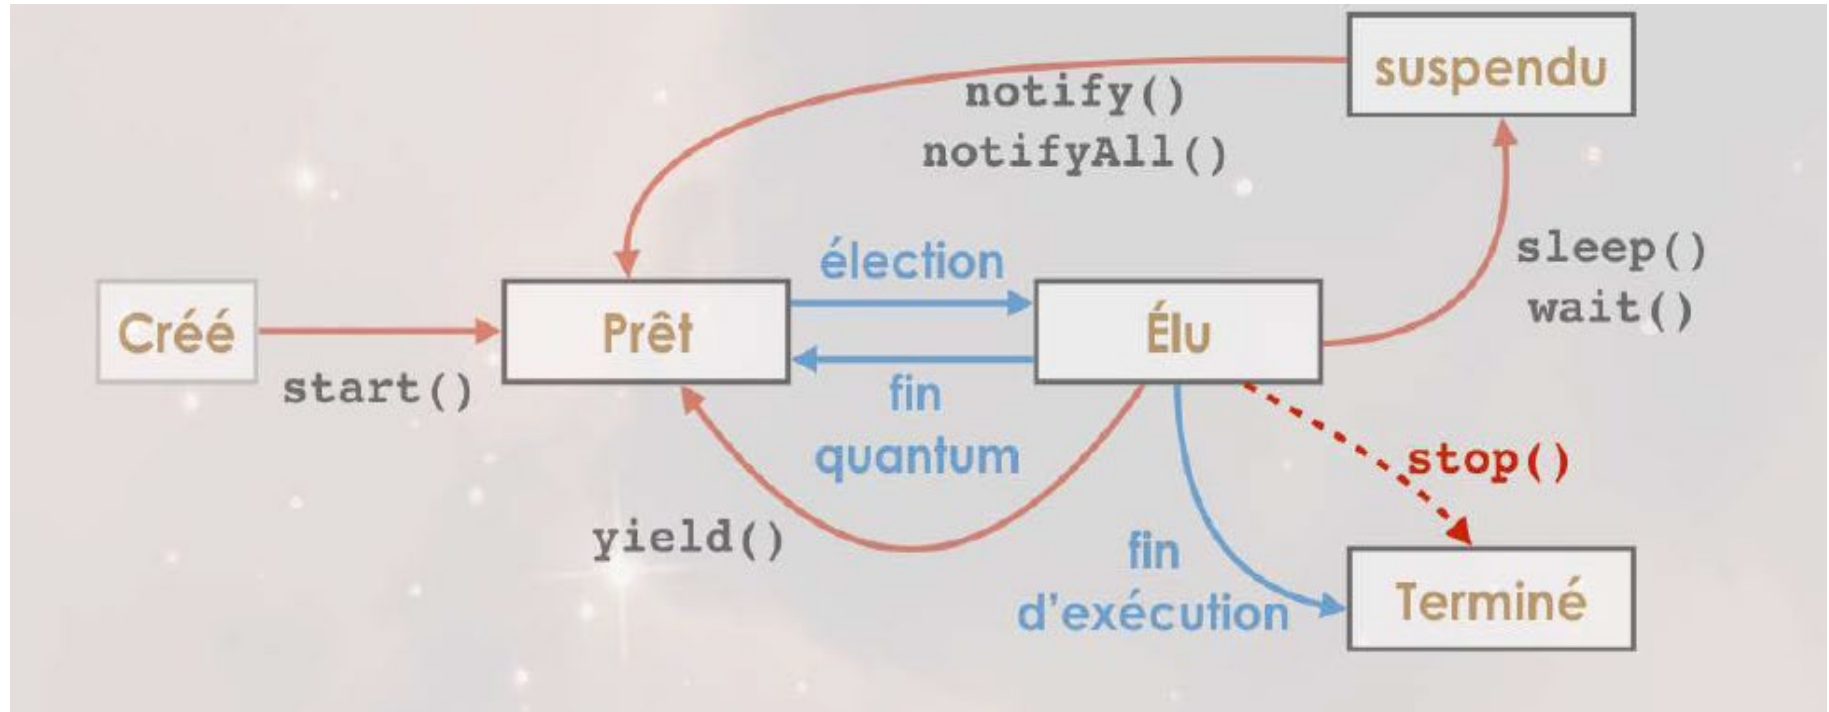 suspendu
notify()
notifyAll()
élection
sleep()
wait()
Créé
Prêt
Élu
start()
fin
quantum
stop()
yield()
fin
d'exécution
Terminé